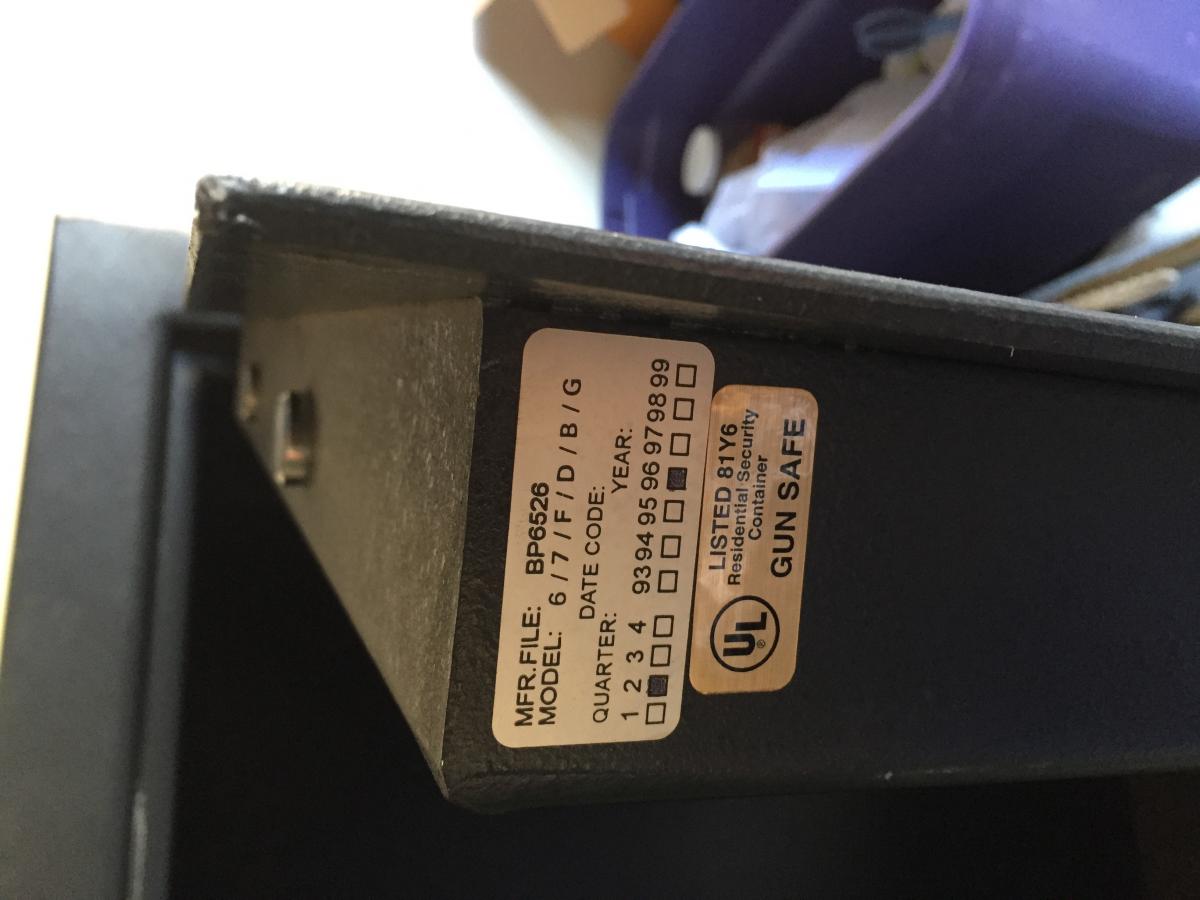 MFR.FILE: BP6526
MODEL: 6 / 7 / F / D / B / G
DATE CODE:
QUARTER: YEAR:
1 2 3 4 93 94 95 96 97 98 99
UL
®
LISTED 81Y6
Residential Security
Container
GUN SAFE